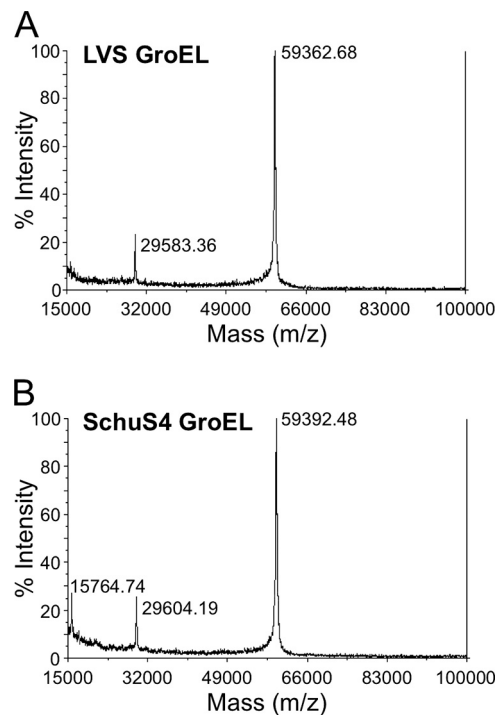 A
LVS GroEL
59362.68
29583.36
100
80
60
40
20
0
% Intensity
15000 32000 49000 66000 83000 100000
Mass (m/z)
B
SchuS4 GroEL
59392.48
15764.74
29604.19
100
80
60
40
20
0
% Intensity
15000 32000 49000 66000 83000 100000
Mass (m/z)